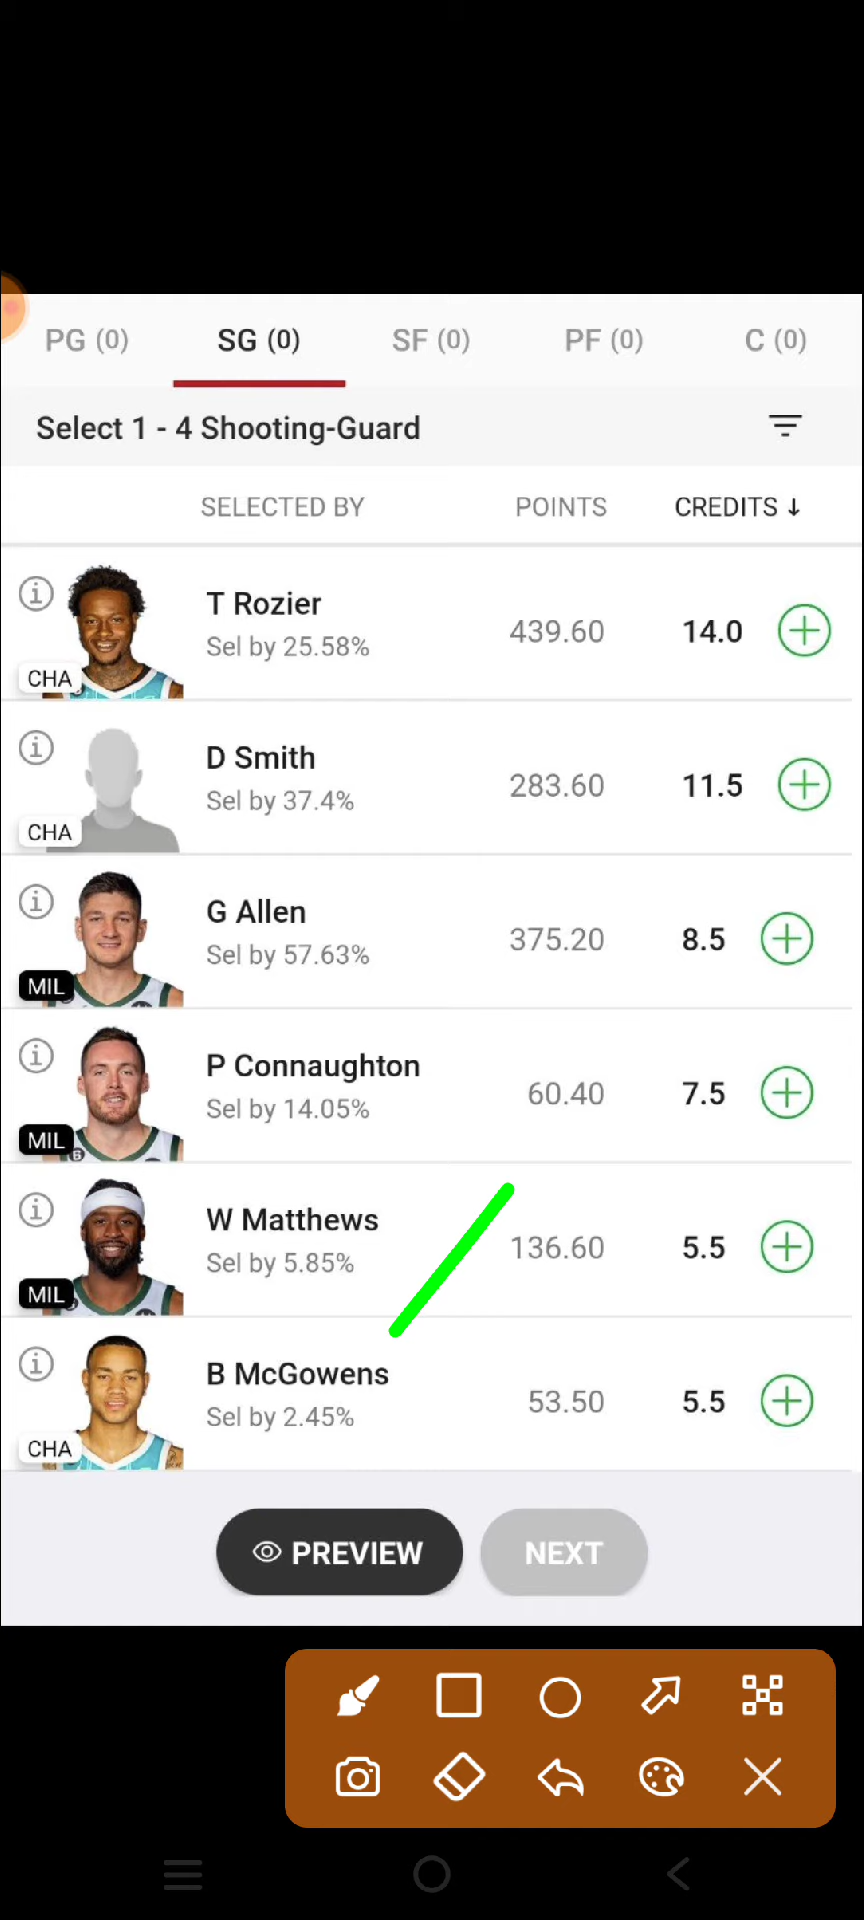 PG (0) SG (0) SF (0) PF (0) C (0)
Select 1 - 4 Shooting-Guard
SELECTED BY POINTS CREDITS ↓
T Rozier
Sel by 25.58% 439.60 14.0
CHA
D Smith
Sel by 37.4% 283.60 11.5
CHA
G Allen
Sel by 57.63% 375.20 8.5
MIL
P Connaughton
Sel by 14.05% 60.40 7.5
MIL
W Matthews
Sel by 5.85% 136.60 5.5
MIL
B McGowens
Sel by 2.45% 53.50 5.5
CHA
PREVIEW NEXT